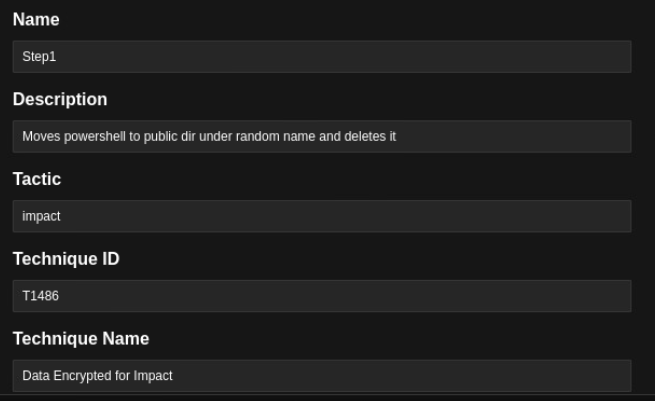 Name
Step1
Description
Moves powershell to public dir under random name and deletes it
Tactic
impact
Technique ID
T1486
Technique Name
Data Encrypted for Impact